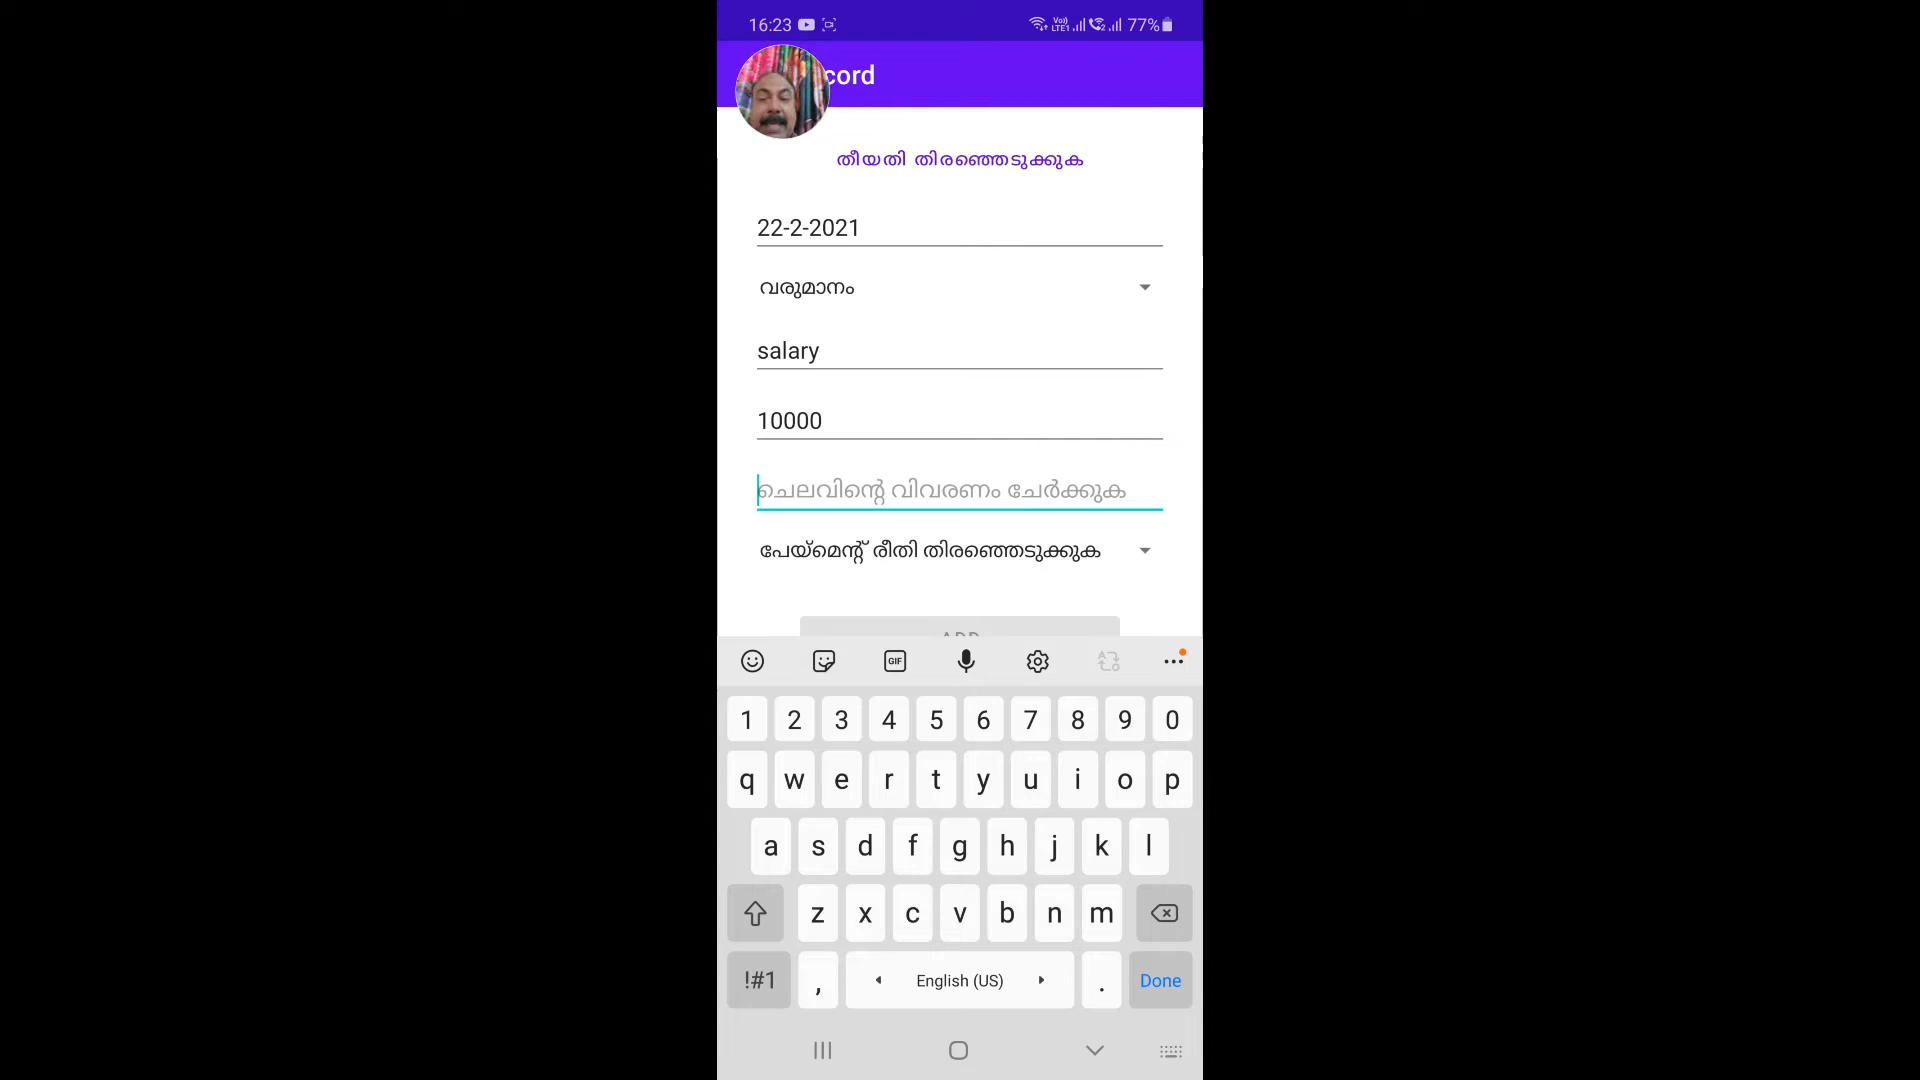 16:23 77%
cord
തീയതി തിരഞ്ഞെടുക്കുക
22-2-2021
വരുമാനം
salary
10000
ചെലവിന്റെ വിവരണം ചേർക്കുക
പേയ്മെന്റ് രീതി തിരഞ്ഞെടുക്കുക
GIF
1 2 3 4 5 6 7 8 9 0
q w e r t y u i o p
a s d f g h j k l
z x c v b n m
!#1 , English (US) . Done